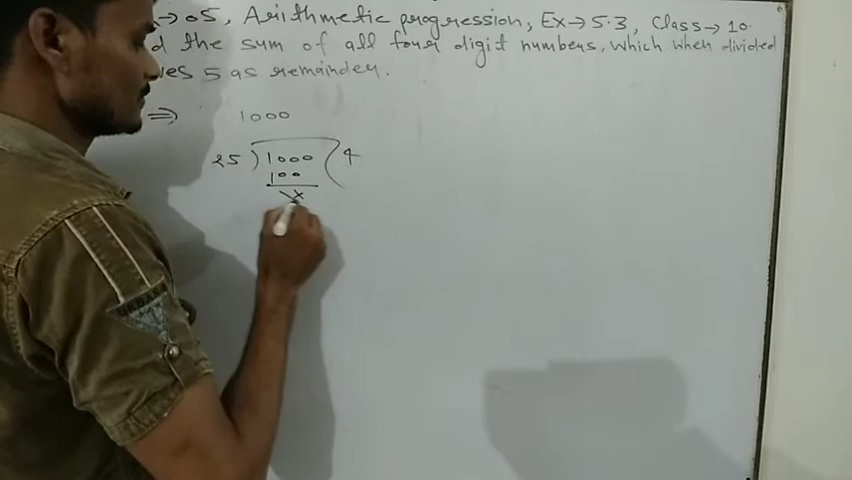 → 05, Arithmetic progression, Ex→5.3, Class→10.
the sum of all four digit numbers, which when divided
5 as remainder.
⇒ 1000
25 ) 1000 ( 4
100